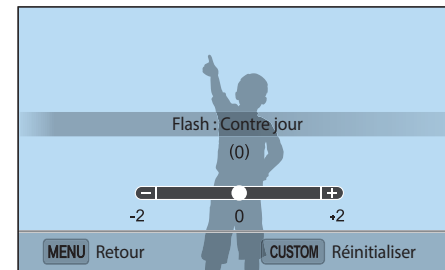 Flash : Contre jour
(0)
− +
-2 0 +2
MENU Retour CUSTOM Réinitialiser